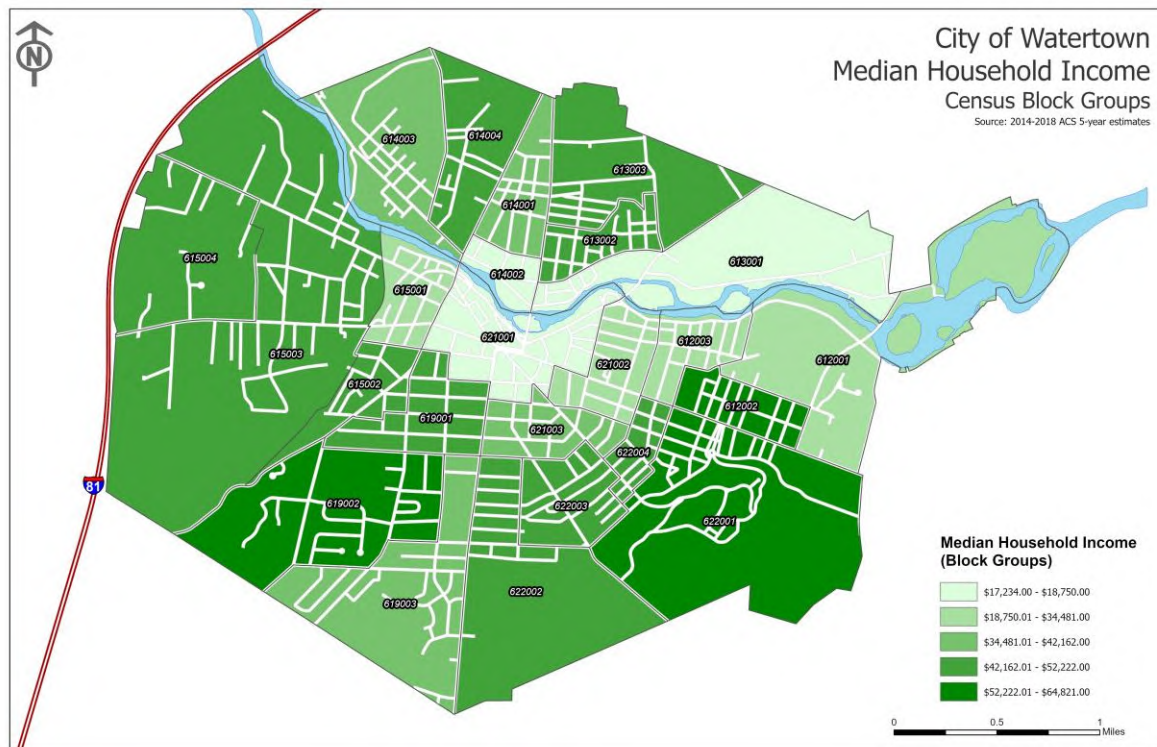 N
City of Watertown
Median Household Income
Census Block Groups
Source: 2014-2018 ACS 5-year estimates
614003
614004
614001
613003
613002
613001
614002
615004
615001
621001
612003
612001
615003
621002
615002
612002
619001
621003
622004
81
619002
622003
622001
622002
619003
Median Household Income
(Block Groups)
$17,234.00 - $18,750.00
$18,750.01 - $34,481.00
$34,481.01 - $42,162.00
$42,162.01 - $52,222.00
$52,222.01 - $64,821.00
0 0.5 1
Miles